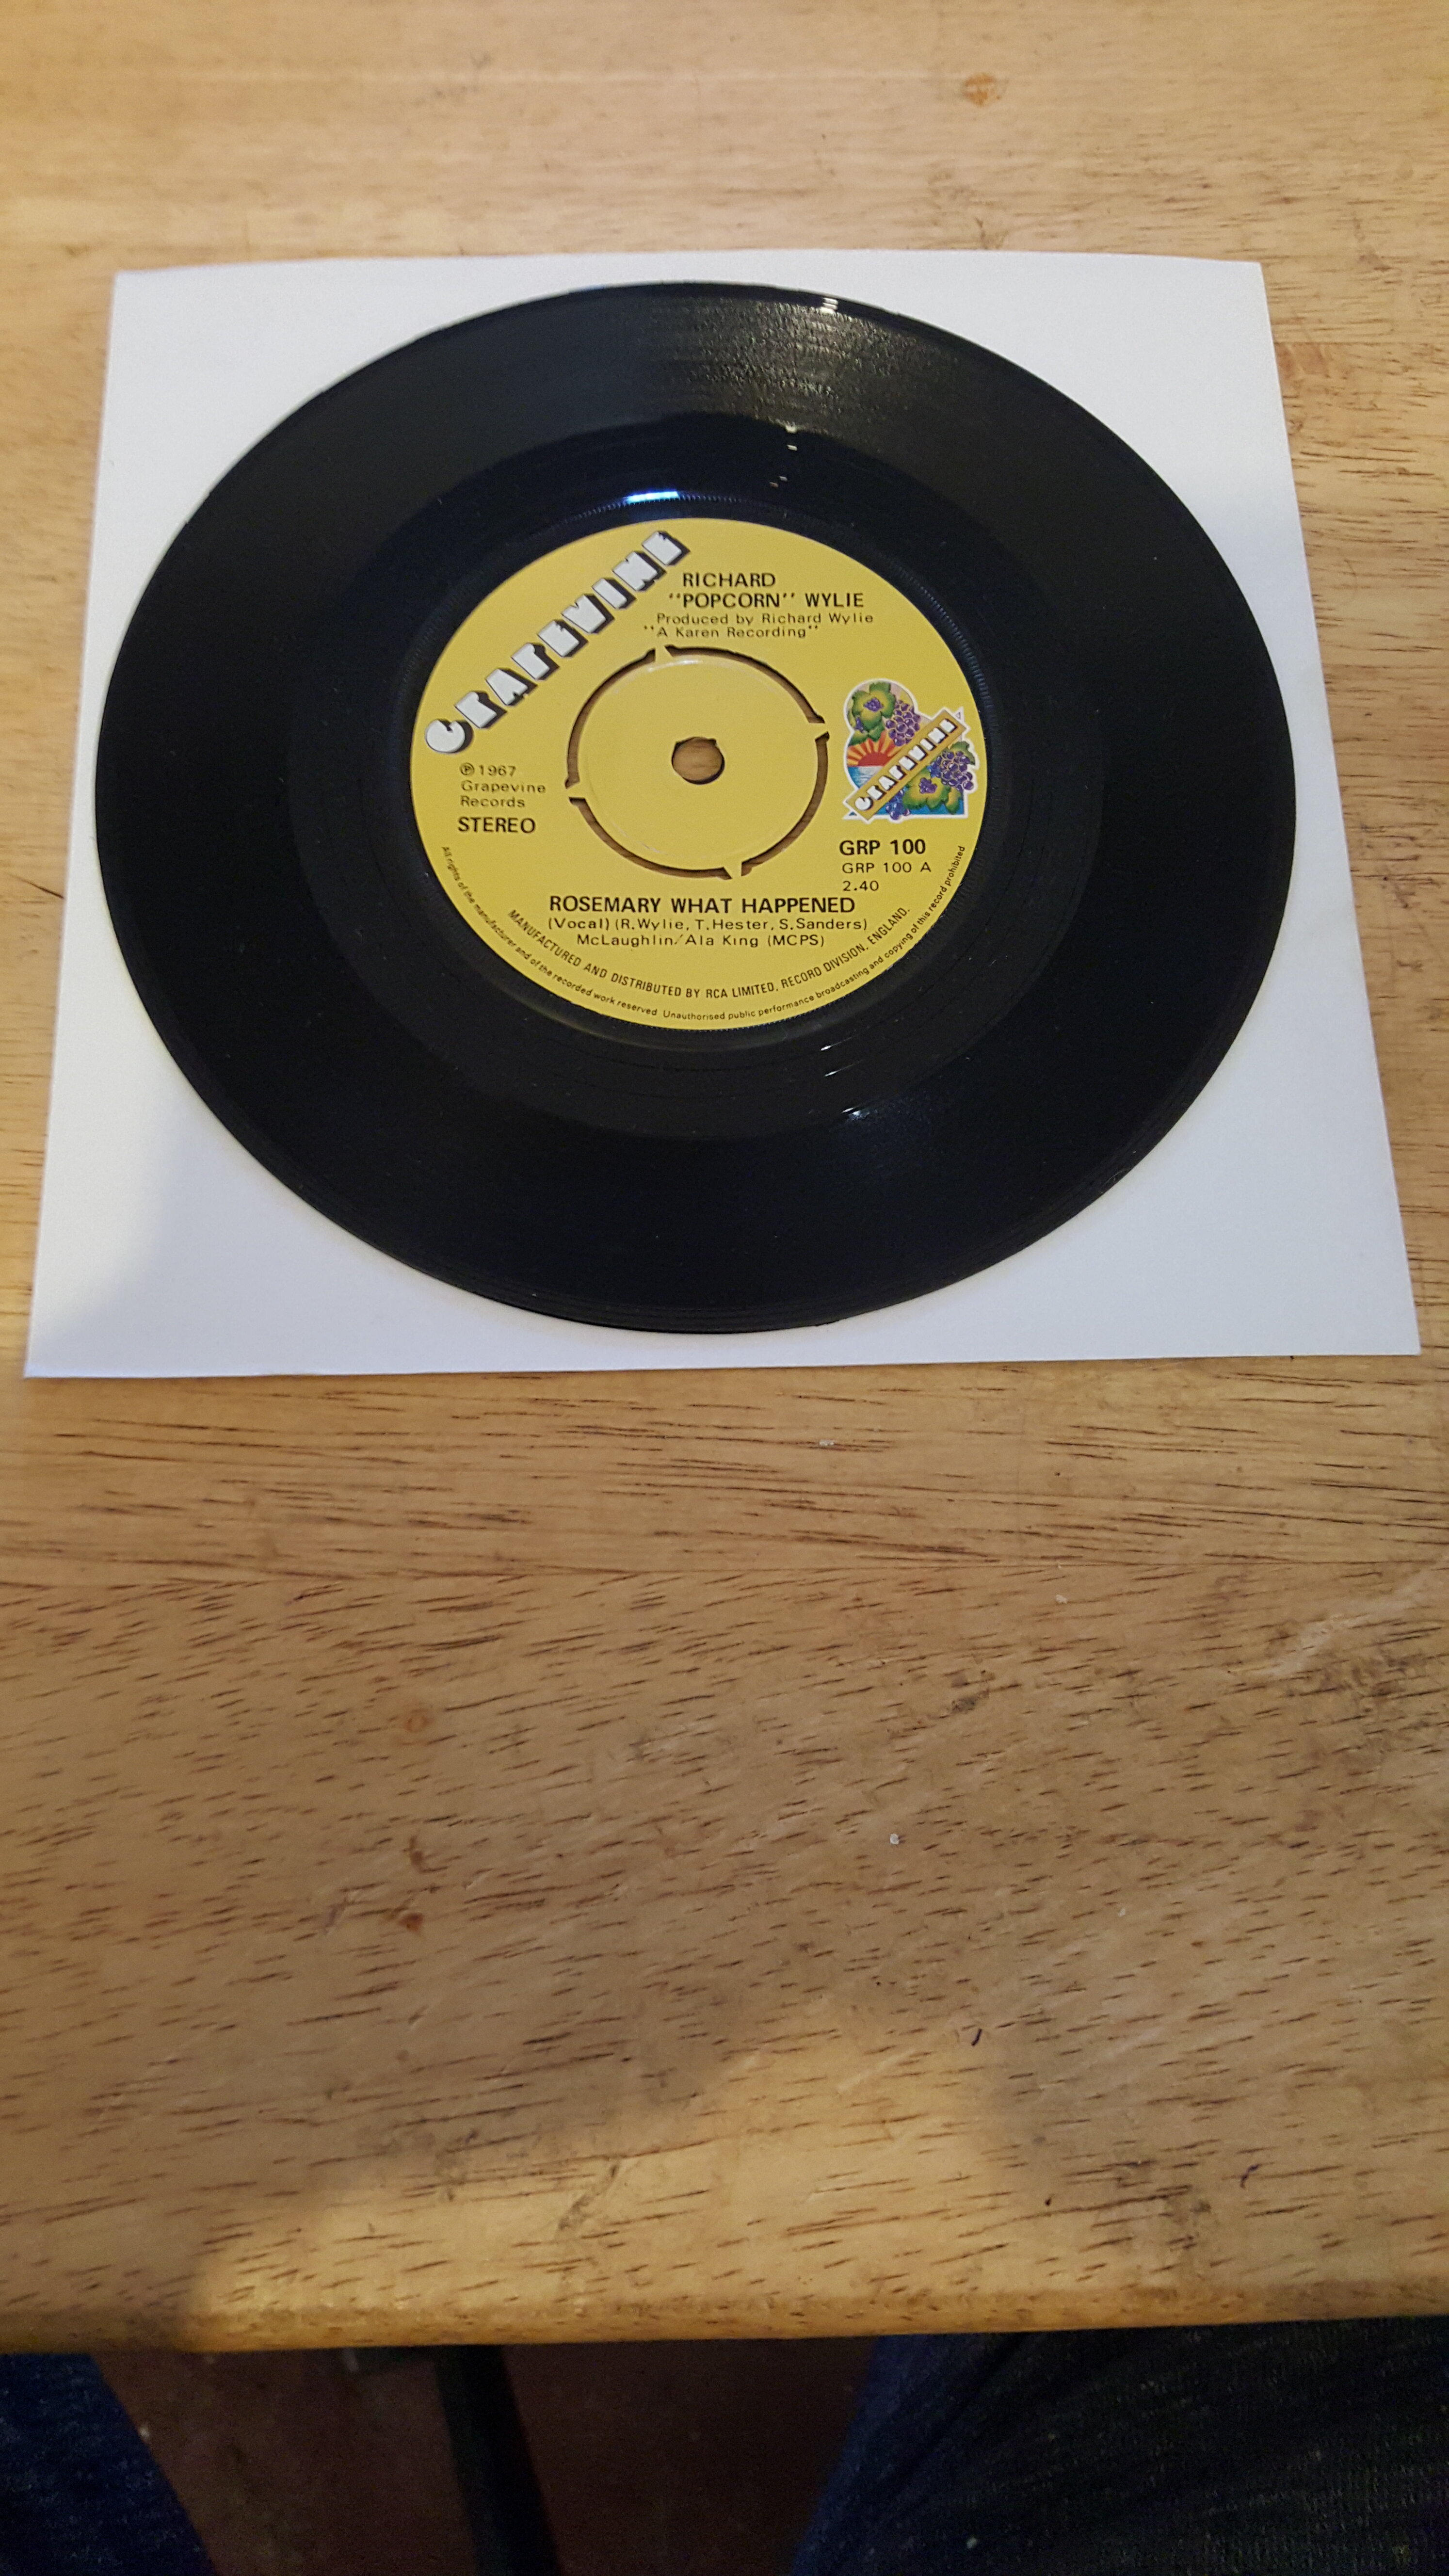 GRAPEVINE
RICHARD
"POPCORN" WYLIE
Produced by Richard Wylie
"A Karen Recording"
GRAPEVINE
℗ 1967
Grapevine
Records
STEREO
GRP 100
GRP 100 A
2.40
ROSEMARY WHAT HAPPENED
(Vocal) (R.Wylie, T.Hester, S.Sanders)
McLaughlin/Ala King (MCPS)
MANUFACTURED AND DISTRIBUTED BY RCA LIMITED, RECORD DIVISION, ENGLAND.
All rights of the manufacturer and of the recorded work reserved Unauthorised public performance broadcasting and copying of this record prohibited